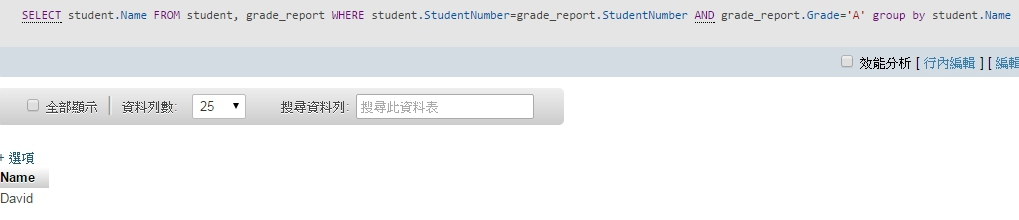 SELECT student.Name FROM student, grade_report WHERE student.StudentNumber=grade_report.StudentNumber AND grade_report.Grade='A' group by student.Name
效能分析 [ 行內編輯 ] [ 編輯
全部顯示 資料列數: 25 搜尋資料列: 搜尋此資料表
+ 選項
Name
David